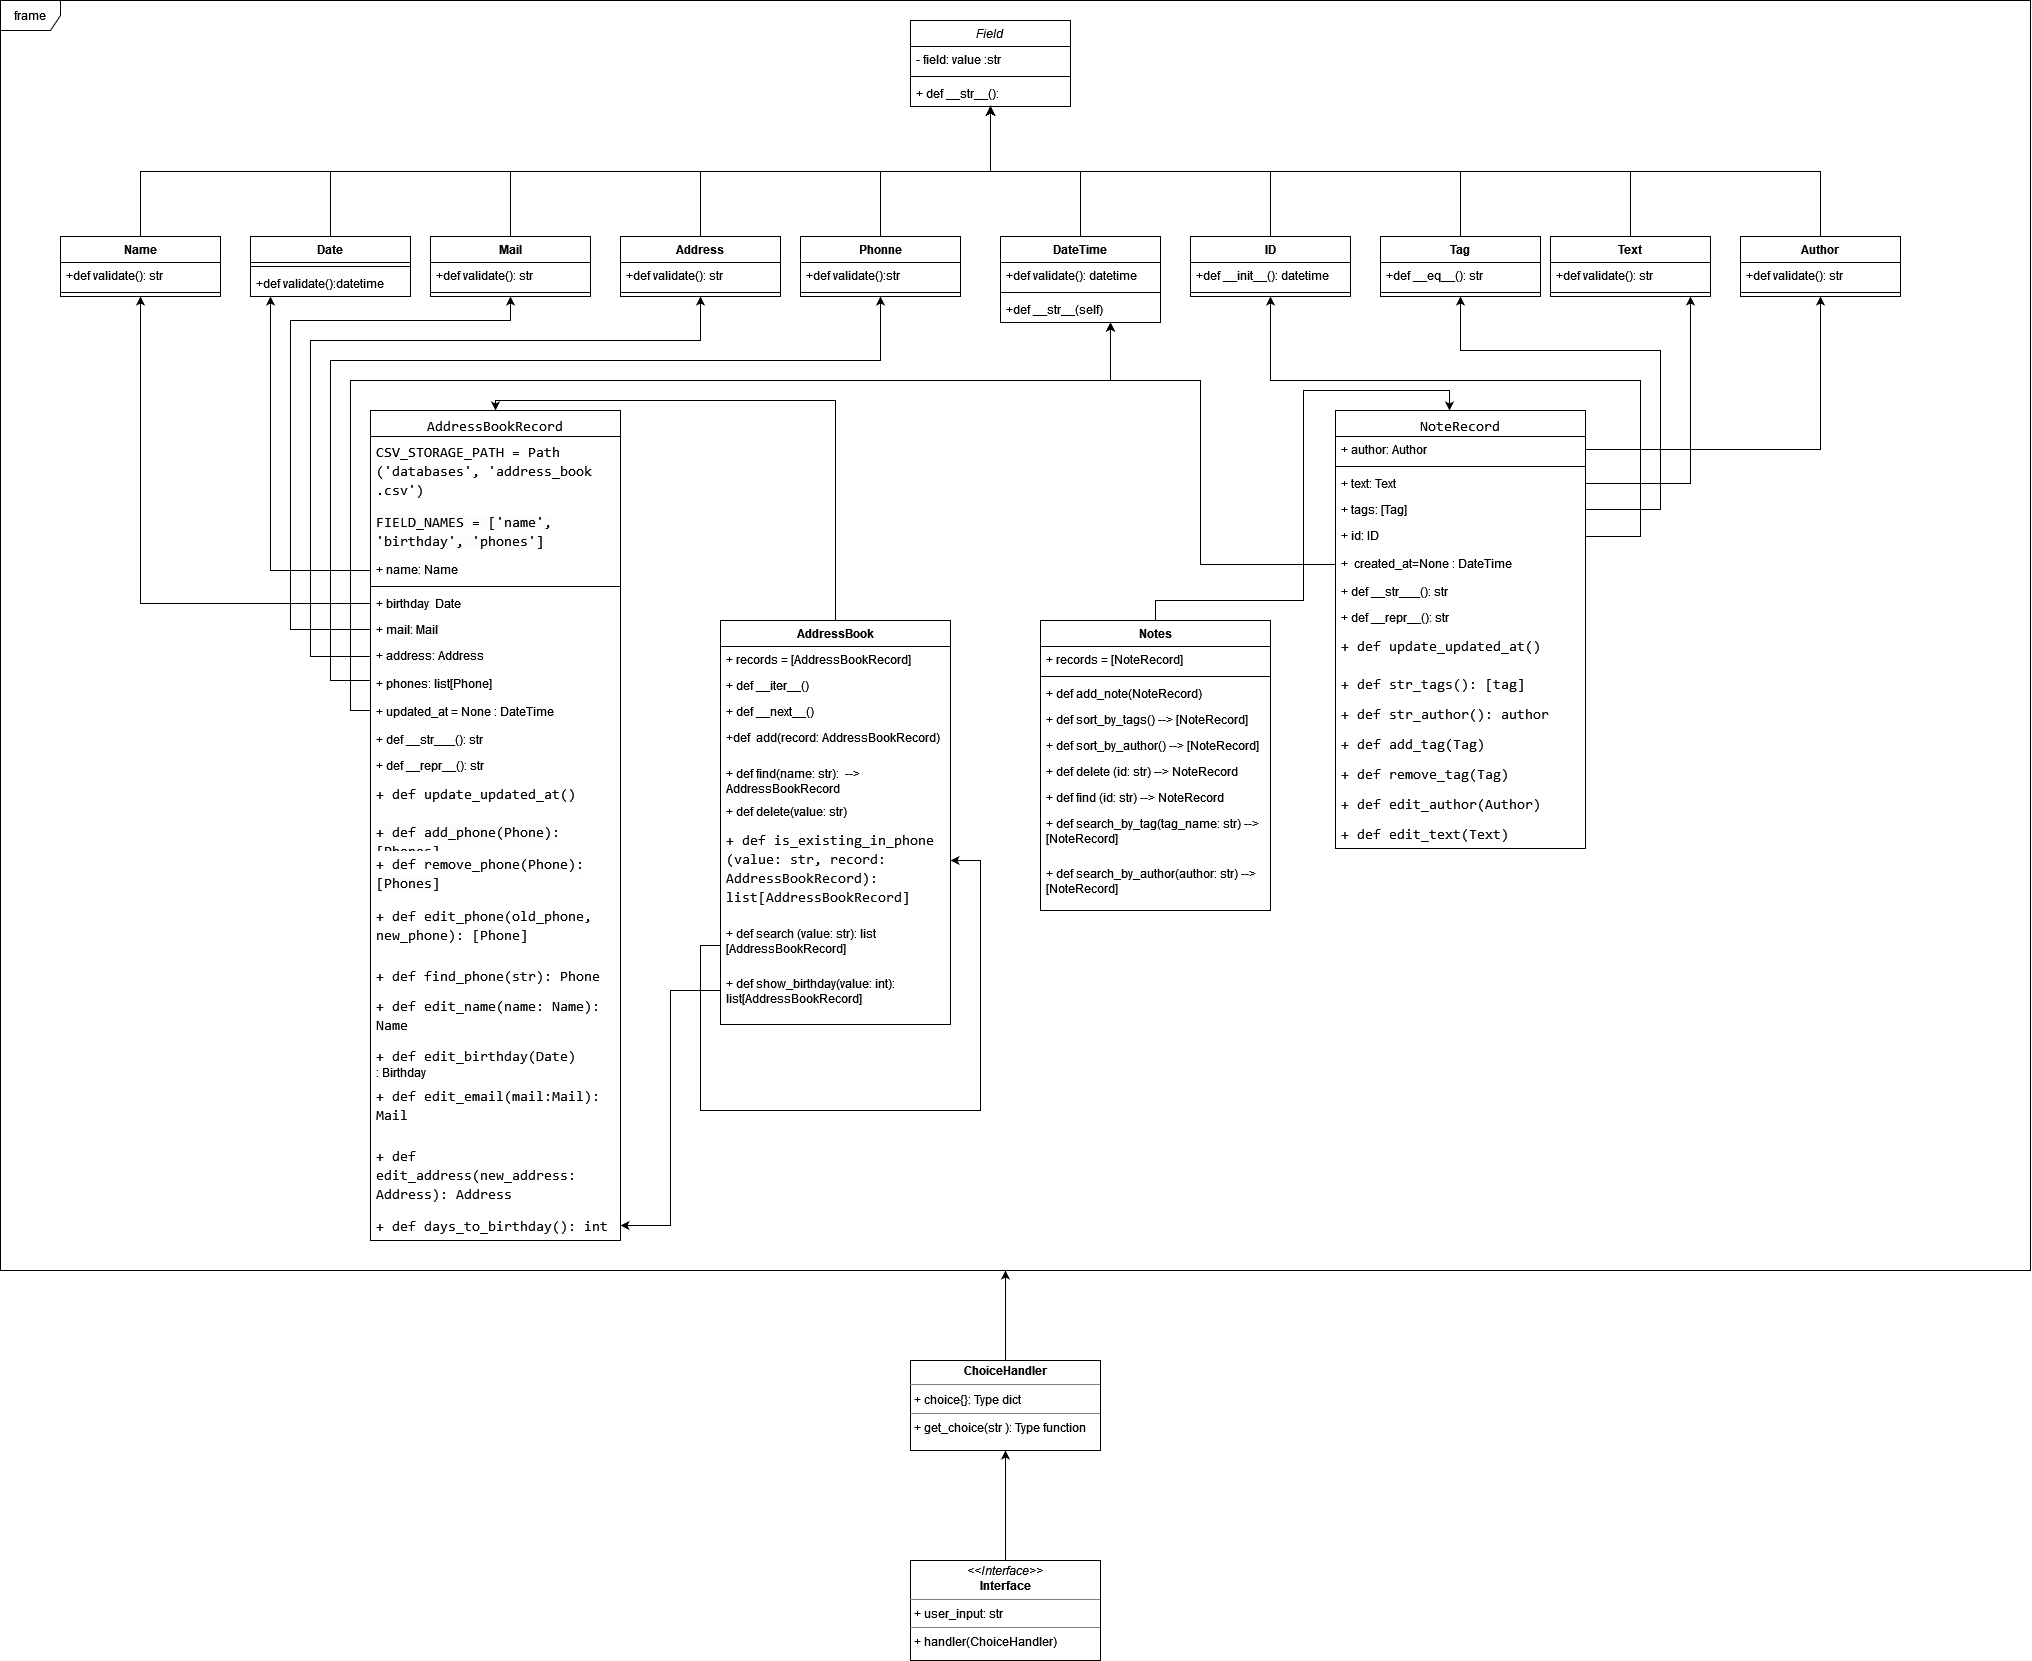 frame
Field
- field: value :str
+ def __str__():
Name
+def validate(): str
Date
+def validate():datetime
Mail
+def validate(): str
Address
+def validate(): str
Phonne
+def validate():str
DateTime
+def validate(): datetime
+def __str__(self)
ID
+def __init__(): datetime
Tag
+def __eq__(): str
Text
+def validate(): str
Author
+def validate(): str
AddressBookRecord
CSV_STORAGE_PATH = Path
('databases', 'address_book
.csv')
FIELD_NAMES = ['name',
'birthday', 'phones']
+ name: Name
+ birthday: Date
+ mail: Mail
+ address: Address
+ phones: list[Phone]
+ updated_at = None : DateTime
+ def __str___(): str
+ def __repr__(): str
+ def update_updated_at()
+ def add_phone(Phone):
[Phones]
+ def remove_phone(Phone):
[Phones]
+ def edit_phone(old_phone,
new_phone): [Phone]
+ def find_phone(str): Phone
+ def edit_name(name: Name):
Name
+ def edit_birthday(Date)
: Birthday
+ def edit_email(mail:Mail):
Mail
+ def
edit_address(new_address:
Address): Address
+ def days_to_birthday(): int
AddressBook
+ records = [AddressBookRecord]
+ def __iter__()
+ def __next__()
+def  add(record: AddressBookRecord)
+ def find(name: str):  -->
AddressBookRecord
+ def delete(value: str)
+ def is_existing_in_phone
(value: str, record:
AddressBookRecord):
list[AddressBookRecord]
+ def search (value: str): list
[AddressBookRecord]
+ def show_birthday(value: int):
list[AddressBookRecord]
Notes
+ records = [NoteRecord]
+ def add_note(NoteRecord)
+ def sort_by_tags() --> [NoteRecord]
+ def sort_by_author() --> [NoteRecord]
+ def delete (id: str) --> NoteRecord
+ def find (id: str) --> NoteRecord
+ def search_by_tag(tag_name: str) -->
[NoteRecord]
+ def search_by_author(author: str) -->
[NoteRecord]
NoteRecord
+ author: Author
+ text: Text
+ tags: [Tag]
+ id: ID
+  created_at=None : DateTime
+ def __str___(): str
+ def __repr__(): str
+ def update_updated_at()
+ def str_tags(): [tag]
+ def str_author(): author
+ def add_tag(Tag)
+ def remove_tag(Tag)
+ def edit_author(Author)
+ def edit_text(Text)
ChoiceHandler
+ choice{}: Type dict
+ get_choice(str ): Type function
<<Interface>>
Interface
+ user_input: str
+ handler(ChoiceHandler)